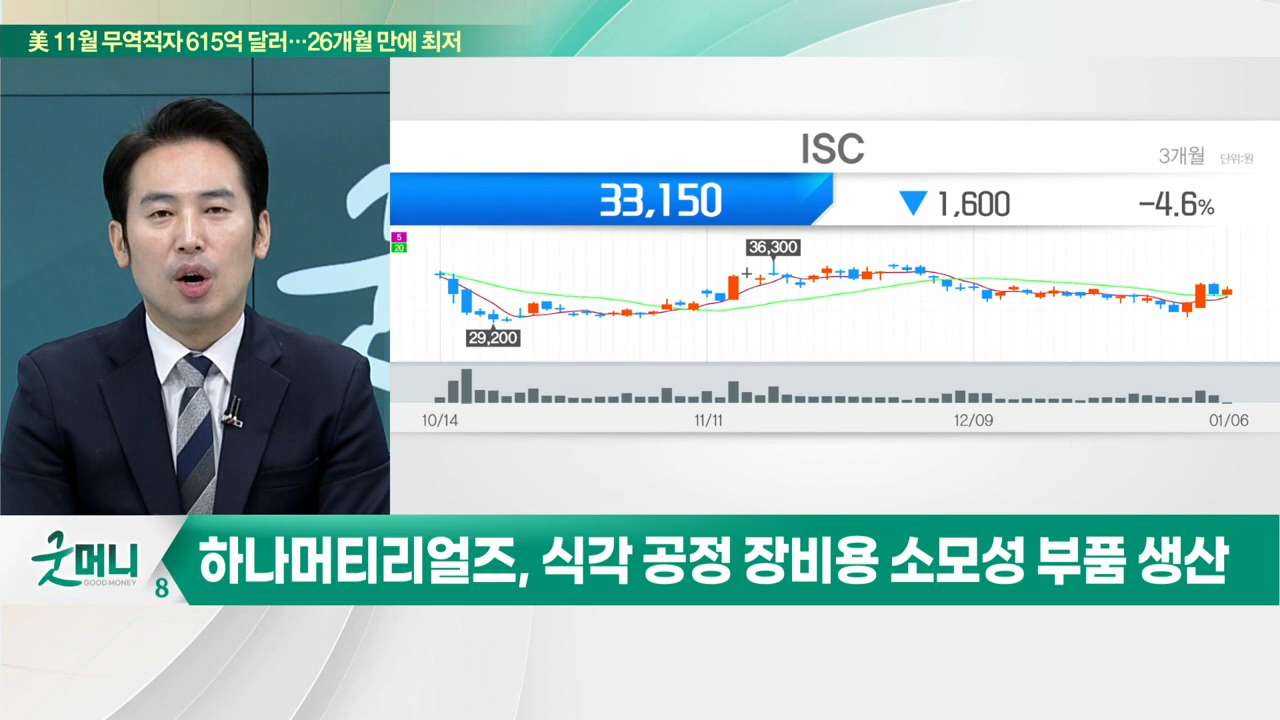 美 11월 무역적자 615억 달러…26개월 만에 최저
ISC
3개월 단위:원
33,150 ▼ 1,600 -4.6%
5
20
36,300
29,200
10/14 11/11 12/09 01/06
굿머니
GOOD MONEY
8
하나머티리얼즈, 식각 공정 장비용 소모성 부품 생산